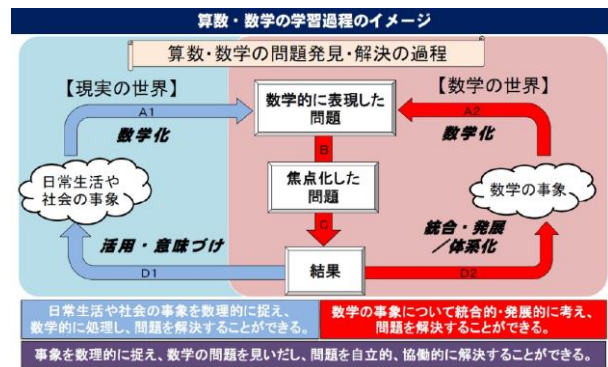 算数・数学の学習過程のイメージ
算数・数学の問題発見・解決の過程
【現実の世界】
【数学の世界】
A1
数学的に表現した
問題
A2
数学化
数学化
B
日常生活や
社会の事象
焦点化した
問題
数学の事象
C
活用・意味づけ
統合・発展
/体系化
結果
D1
D2
日常生活や社会の事象を数理的に捉え、
数学的に処理し、問題を解決することができる。
数学の事象について統合的・発展的に考え、
問題を解決することができる。
事象を数理的に捉え、数学の問題を見いだし、問題を自立的、協働的に解決することができる。